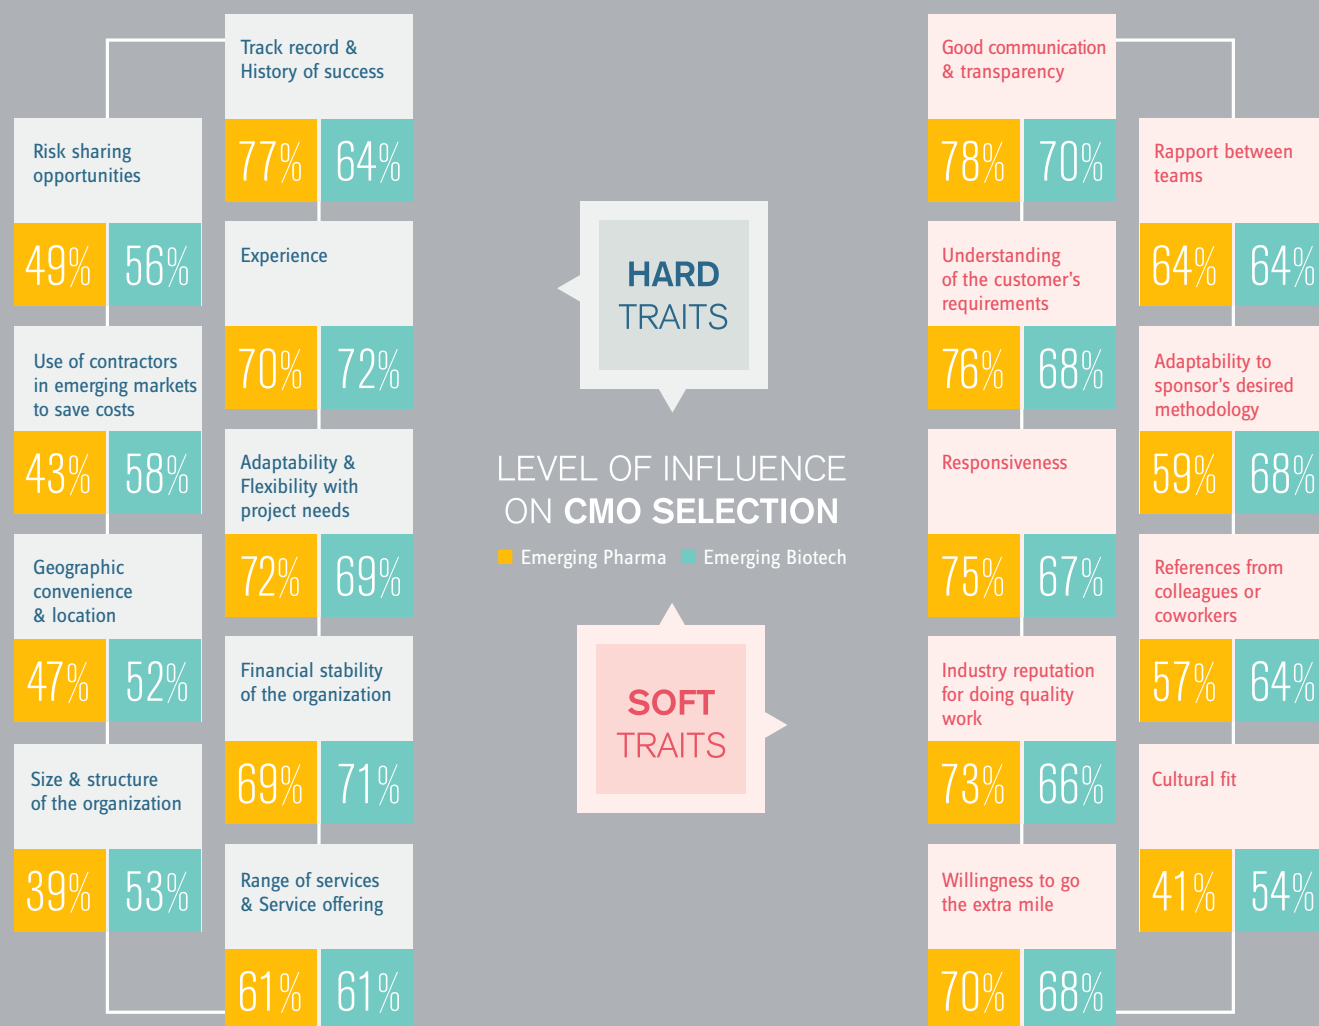 Track record &
History of success
77% 64%
Experience
70% 72%
Adaptability &
Flexibility with
project needs
72% 69%
Financial stability
of the organization
69% 71%
Range of services
& Service offering
61% 61%
Risk sharing
opportunities
49% 56%
Use of contractors
in emerging markets
to save costs
43% 58%
Geographic
convenience
& location
47% 52%
Size & structure
of the organization
39% 53%
HARD
TRAITS
LEVEL OF INFLUENCE
ON CMO SELECTION
Emerging Pharma Emerging Biotech
SOFT
TRAITS
Good communication
& transparency
78% 70%
Understanding
of the customer's
requirements
76% 68%
Responsiveness
75% 67%
Industry reputation
for doing quality
work
73% 66%
Willingness to go
the extra mile
70% 68%
Rapport between
teams
64% 64%
Adaptability to
sponsor's desired
methodology
59% 68%
References from
colleagues or
coworkers
57% 64%
Cultural fit
41% 54%